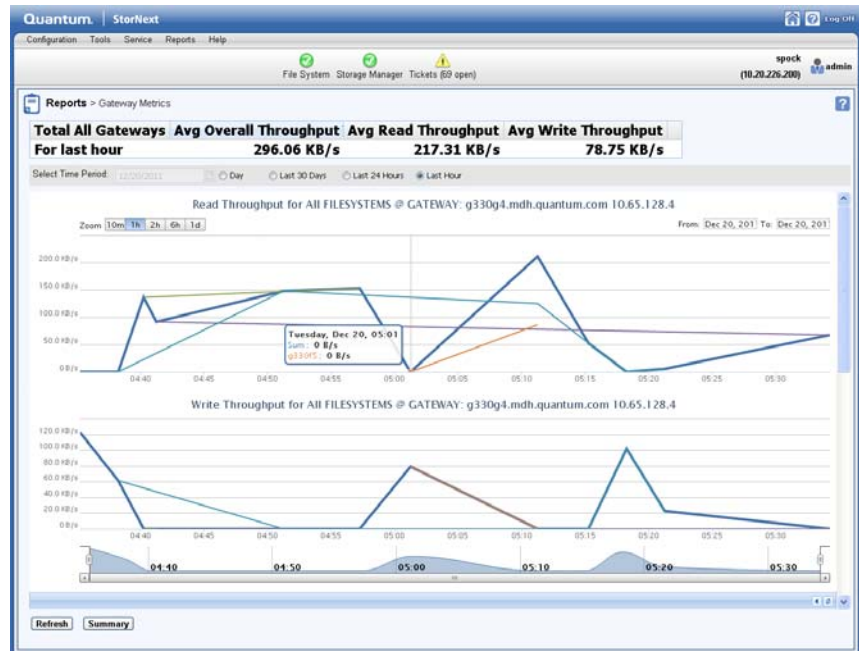 Quantum. StorNext Log Off
Configuration Tools Service Reports Help
spock
File System Storage Manager Tickets (69 open) admin
(10.20.226.200)
Reports > Gateway Metrics
Total All Gateways Avg Overall Throughput Avg Read Throughput Avg Write Throughput
For last hour 296.06 KB/s 217.31 KB/s 78.75 KB/s
Select Time Period: 12/20/2011 Day Last 30 Days Last 24 Hours Last Hour
Read Throughput for All FILESYSTEMS @ GATEWAY: g330g4.mdh.quantum.com 10.65.128.4
Zoom 10m 1h 2h 6h 1d From: Dec 20, 201 To: Dec 20, 201
200.0 KB/s
150.0 KB/s
100.0 KB/s
50.0 KB/s
0 B/s
Tuesday, Dec 20, 05:01
Sum: 0 B/s
g330f5: 0 B/s
04:40 04:45 04:50 04:55 05:00 05:05 05:10 05:15 05:20 05:25 05:30
Write Throughput for All FILESYSTEMS @ GATEWAY: g330g4.mdh.quantum.com 10.65.128.4
120.0 KB/s
100.0 KB/s
80.0 KB/s
60.0 KB/s
40.0 KB/s
20.0 KB/s
0 B/s
04:40 04:45 04:50 04:55 05:00 05:05 05:10 05:15 05:20 05:25 05:30
04:40 04:50 05:00 05:10 05:20 05:30
Refresh Summary